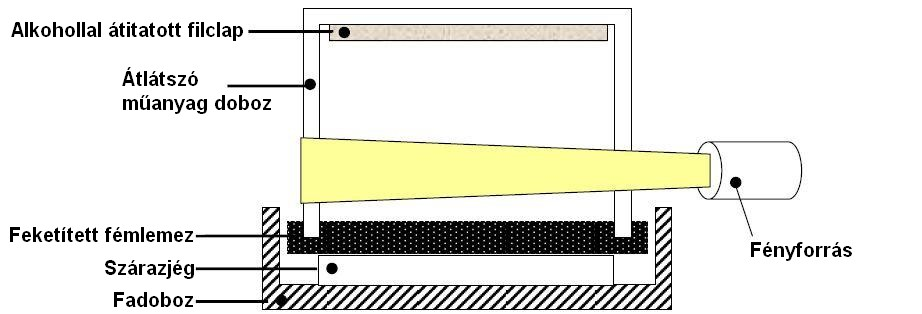 Alkohollal átitatott filclap
Átlátszó
műanyag doboz
Feketített fémlemez
Szárazjég
Fadoboz
Fényforrás